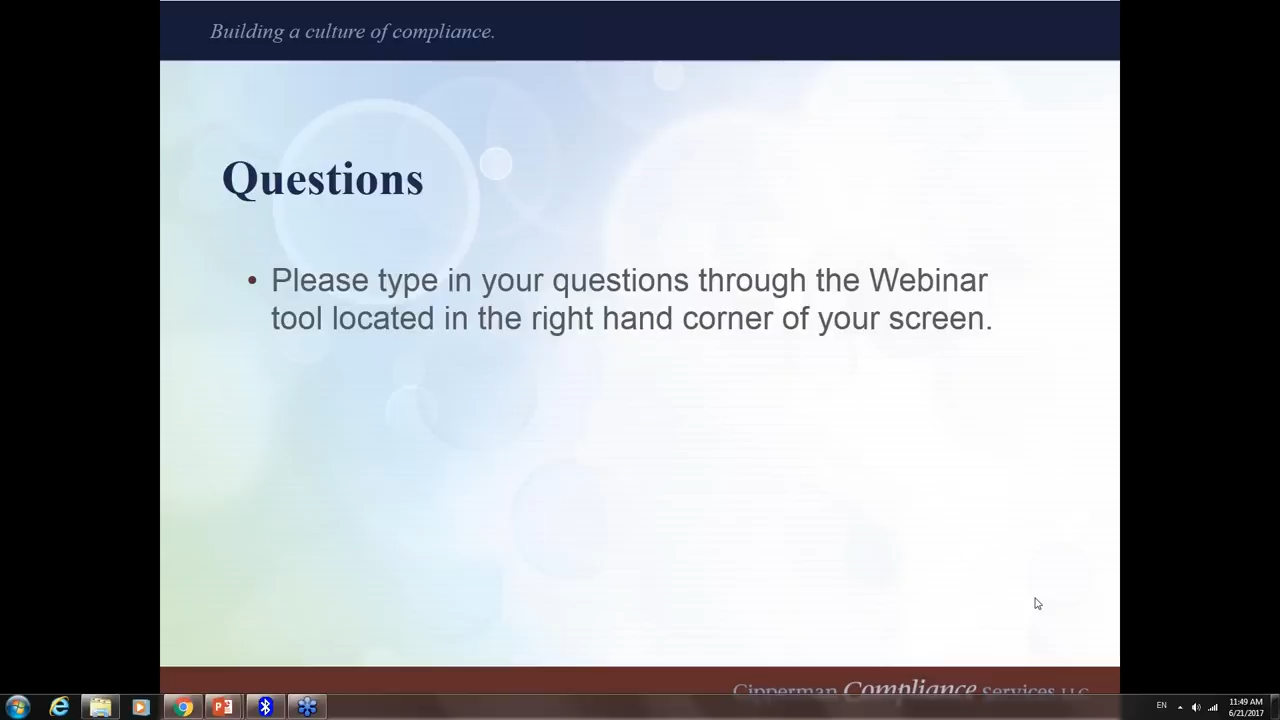 Building a culture of compliance.
Questions
• Please type in your questions through the Webinar
tool located in the right hand corner of your screen.
Cipperman Compliance Services LLC
EN
11:49 AM
6/21/2017